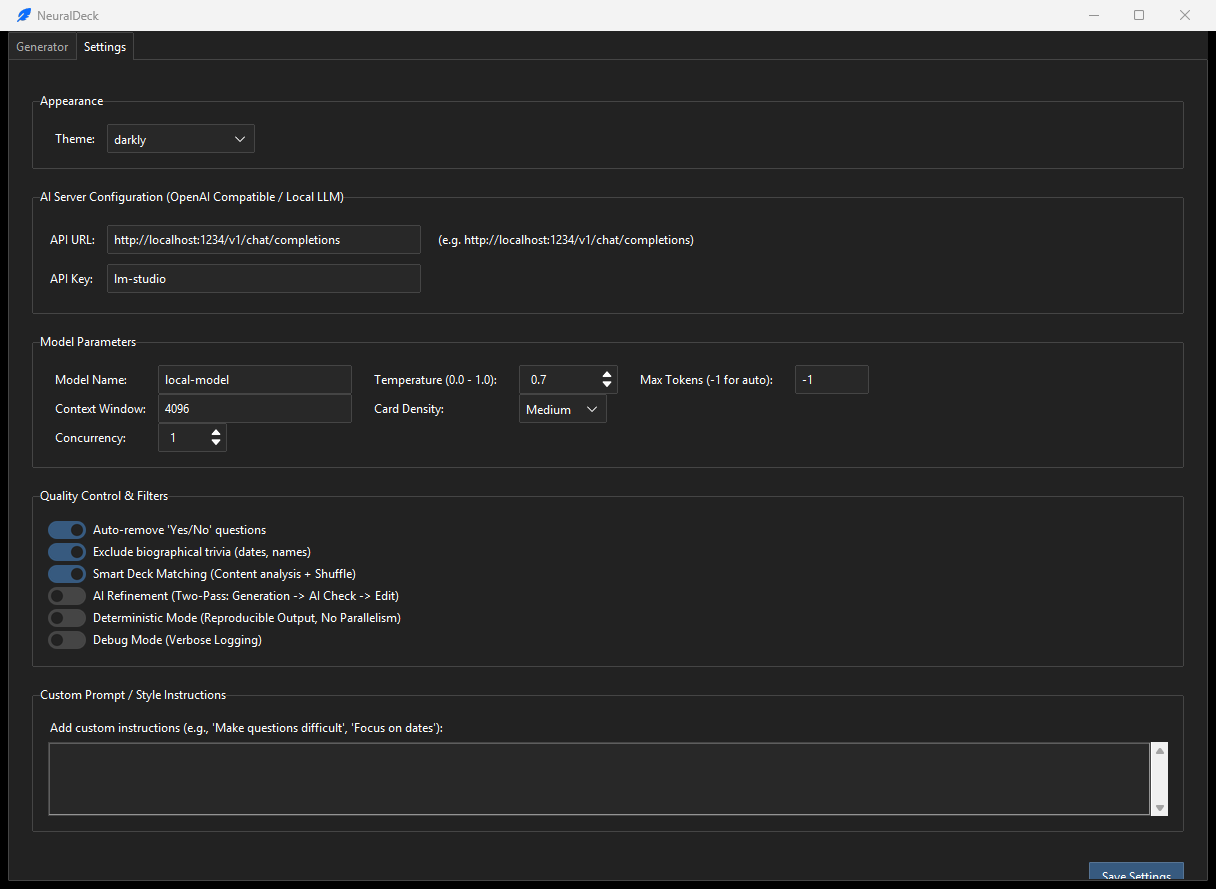 NeuralDeck
Generator Settings
Appearance
Theme: darkly
AI Server Configuration (OpenAI Compatible / Local LLM)
API URL: http://localhost:1234/v1/chat/completions (e.g. http://localhost:1234/v1/chat/completions)
API Key: lm-studio
Model Parameters
Model Name: local-model Temperature (0.0 - 1.0): 0.7 Max Tokens (-1 for auto): -1
Context Window: 4096 Card Density: Medium
Concurrency: 1
Quality Control & Filters
Auto-remove 'Yes/No' questions
Exclude biographical trivia (dates, names)
Smart Deck Matching (Content analysis + Shuffle)
AI Refinement (Two-Pass: Generation -> AI Check -> Edit)
Deterministic Mode (Reproducible Output, No Parallelism)
Debug Mode (Verbose Logging)
Custom Prompt / Style Instructions
Add custom instructions (e.g., 'Make questions difficult', 'Focus on dates'):
Save Settings